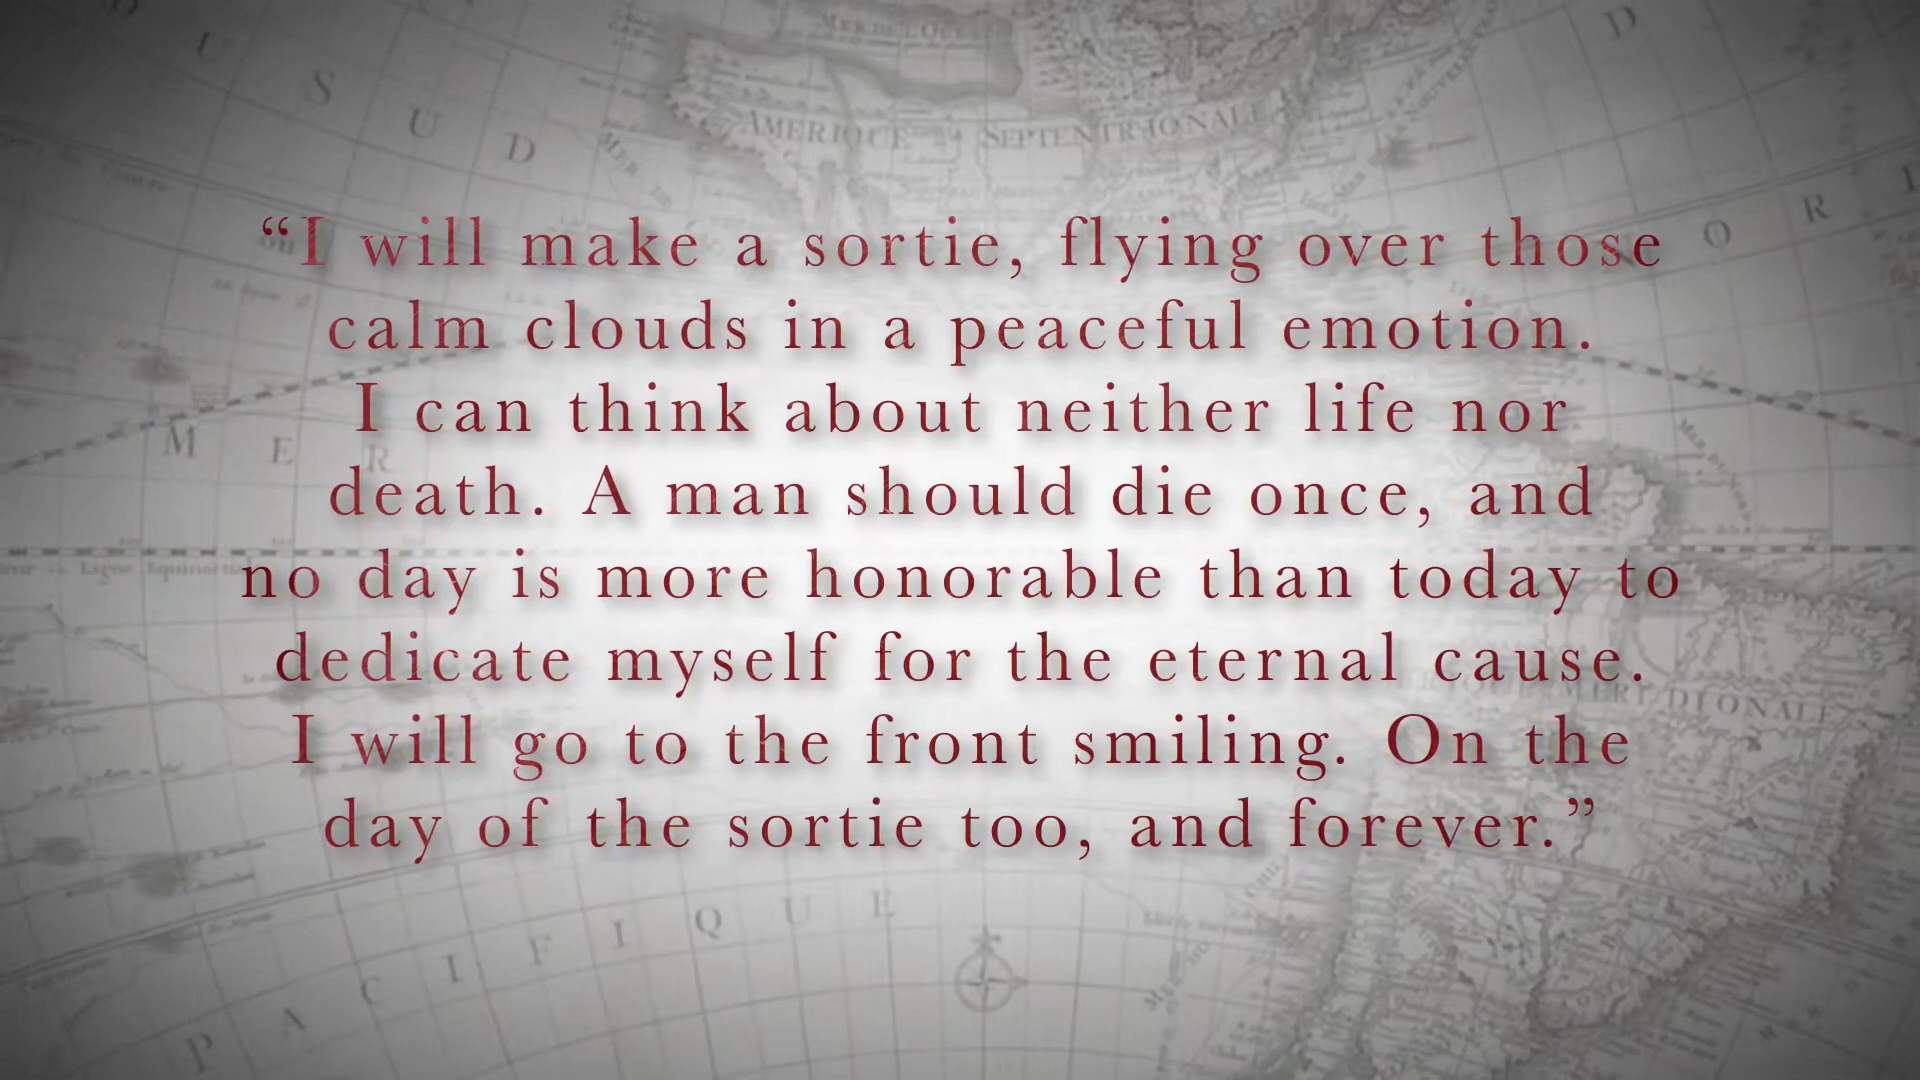 “I will make a sortie, flying over those
calm clouds in a peaceful emotion.
I can think about neither life nor
death. A man should die once, and
no day is more honorable than today to
dedicate myself for the eternal cause.
I will go to the front smiling. On the
day of the sortie too, and forever.”
AMERIQUE SEPTENTRIONALE
S U D
M E R
P A C I F I Q U E